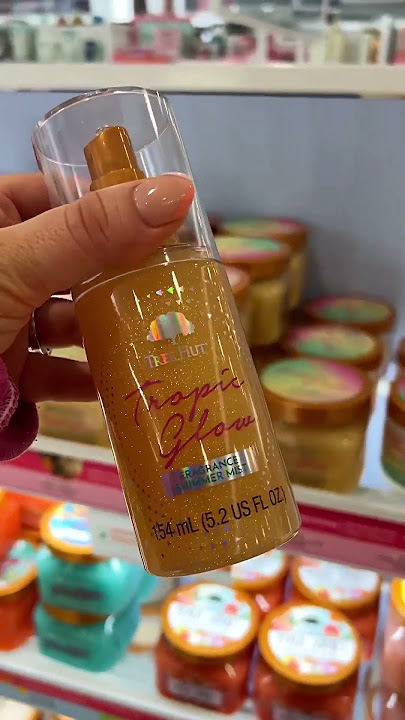 TREE HUT
Tropic
Glow
FRAGRANCE
SHIMMER MIST
154 mL (5.2 US FL OZ)